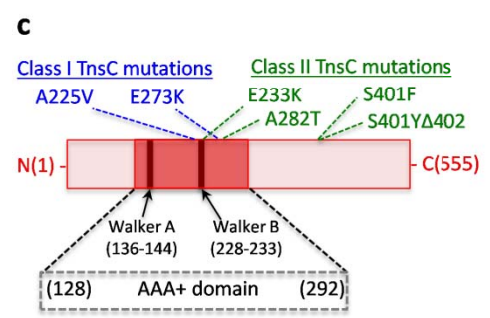 c
Class I TnsC mutations
Class II TnsC mutations
A225V
E273K
E233K
S401F
A282T
S401YΔ402
N(1)
C(555)
Walker A
(136-144)
Walker B
(228-233)
(128) AAA+ domain (292)